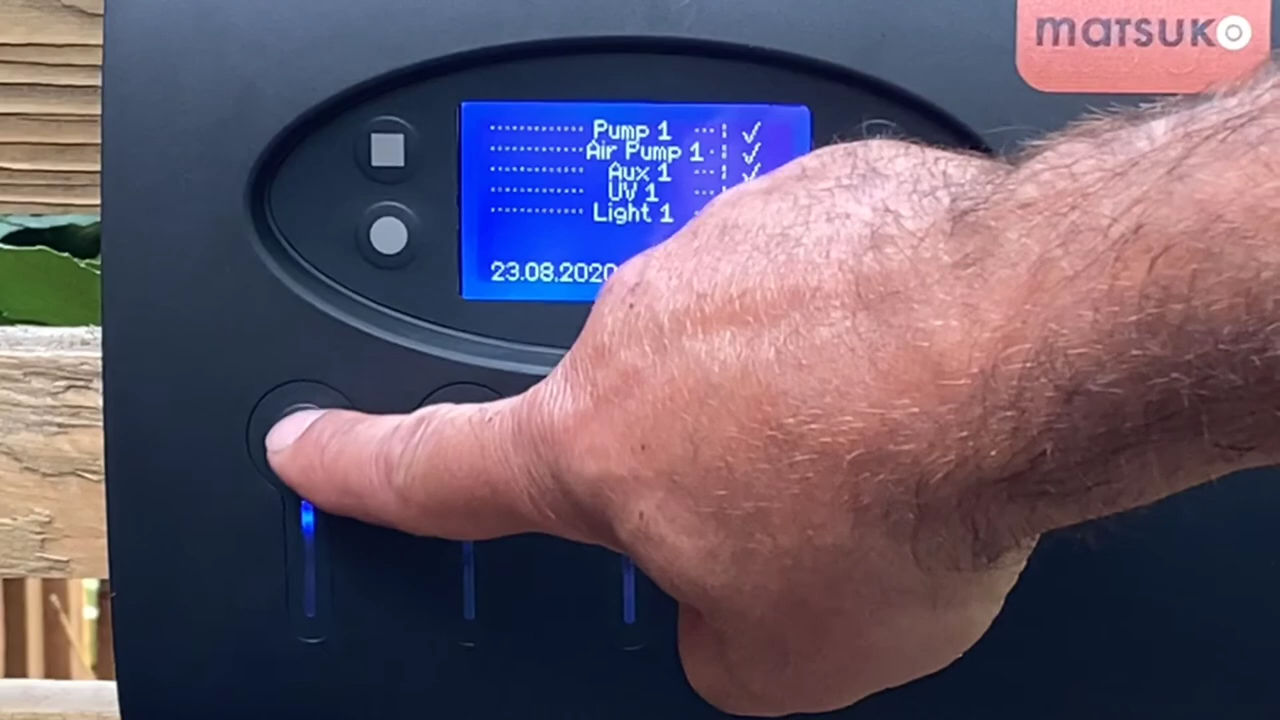 matsuko
Pump 1
Air Pump 1
Aux 1
UV 1
Light 1
23.08.2020